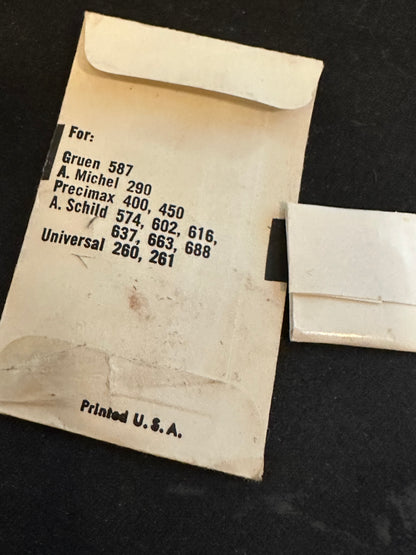 For:
Gruen 587
A. Michel 290
Precimax 400, 450
A. Schild 574, 602, 616,
637, 663, 688
Universal 260, 261
Printed U.S.A.